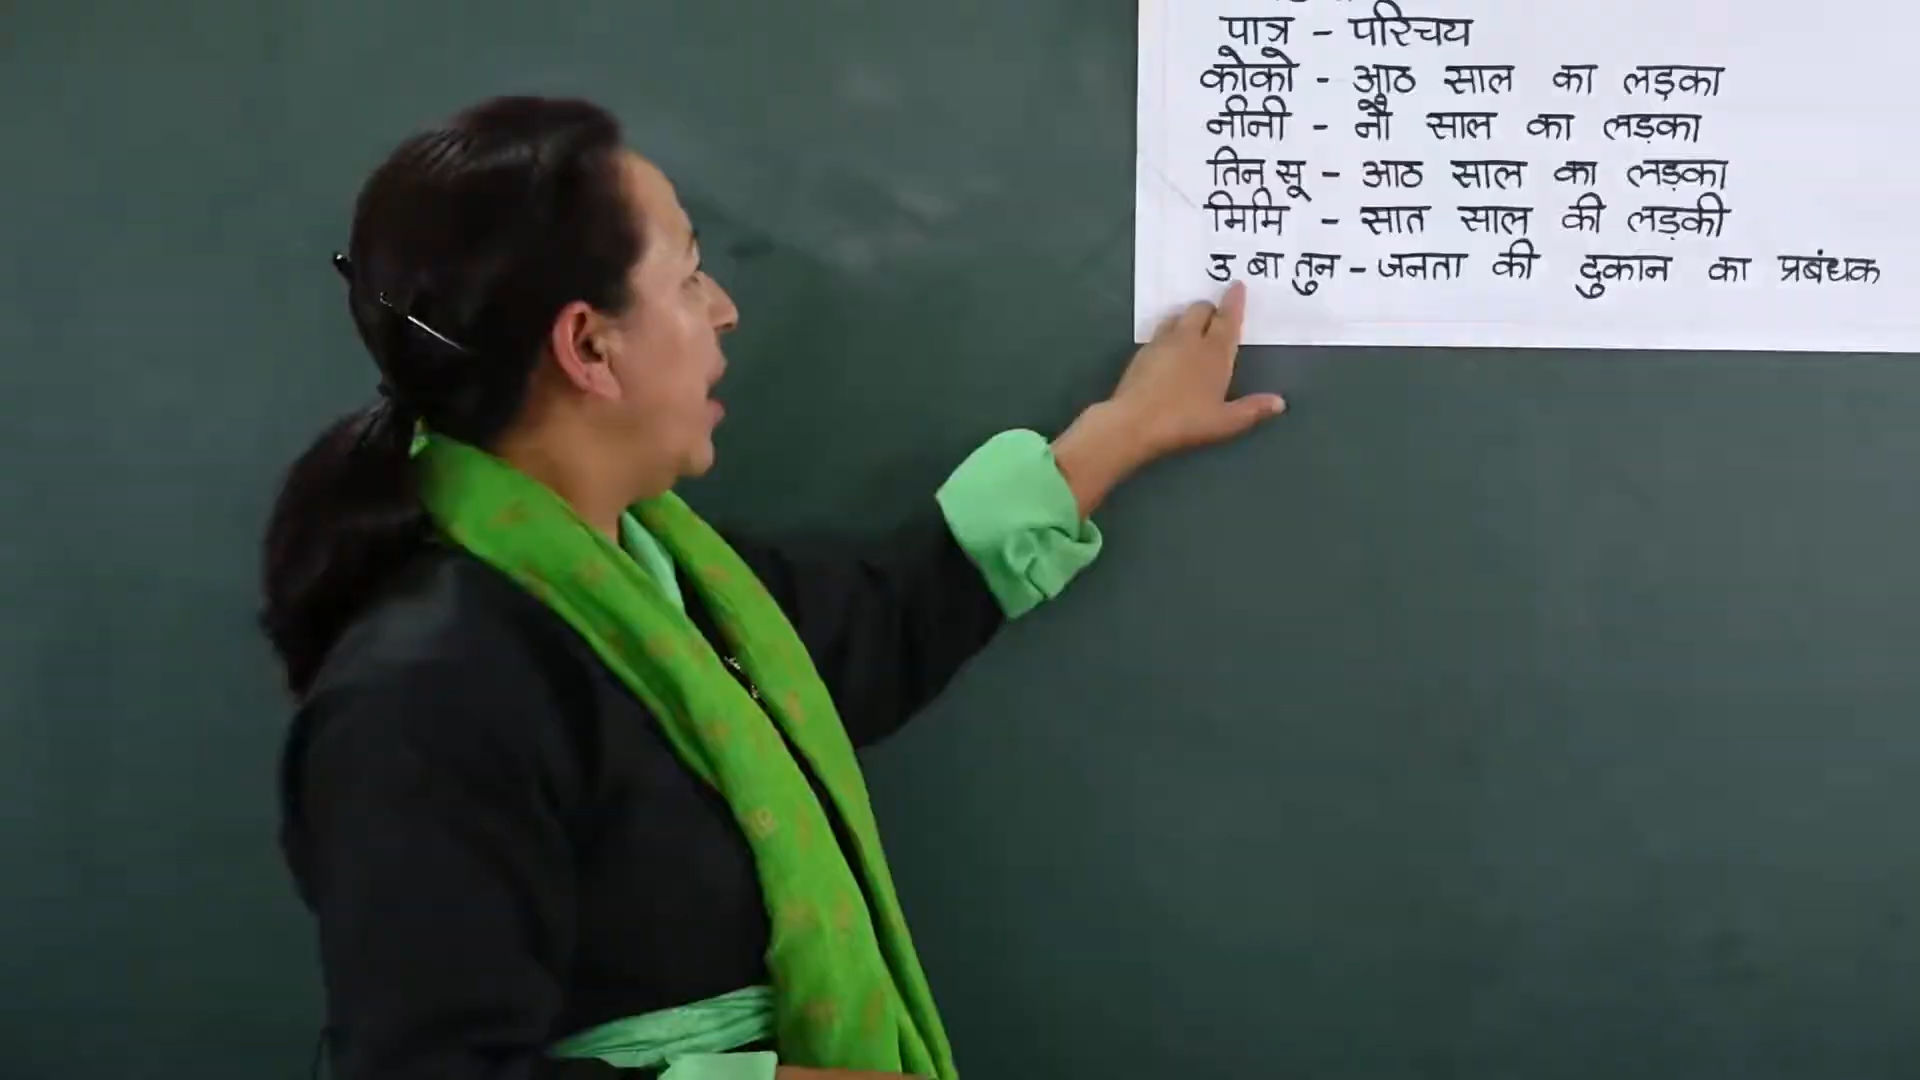 पात्र - परिचय
कोको - आठ साल का लड़का
नीनी - नौ साल का लड़का
तिन सू - आठ साल का लड़का
मिमि - सात साल की लड़की
उ बा तुन - जनता की दुकान का प्रबंधक